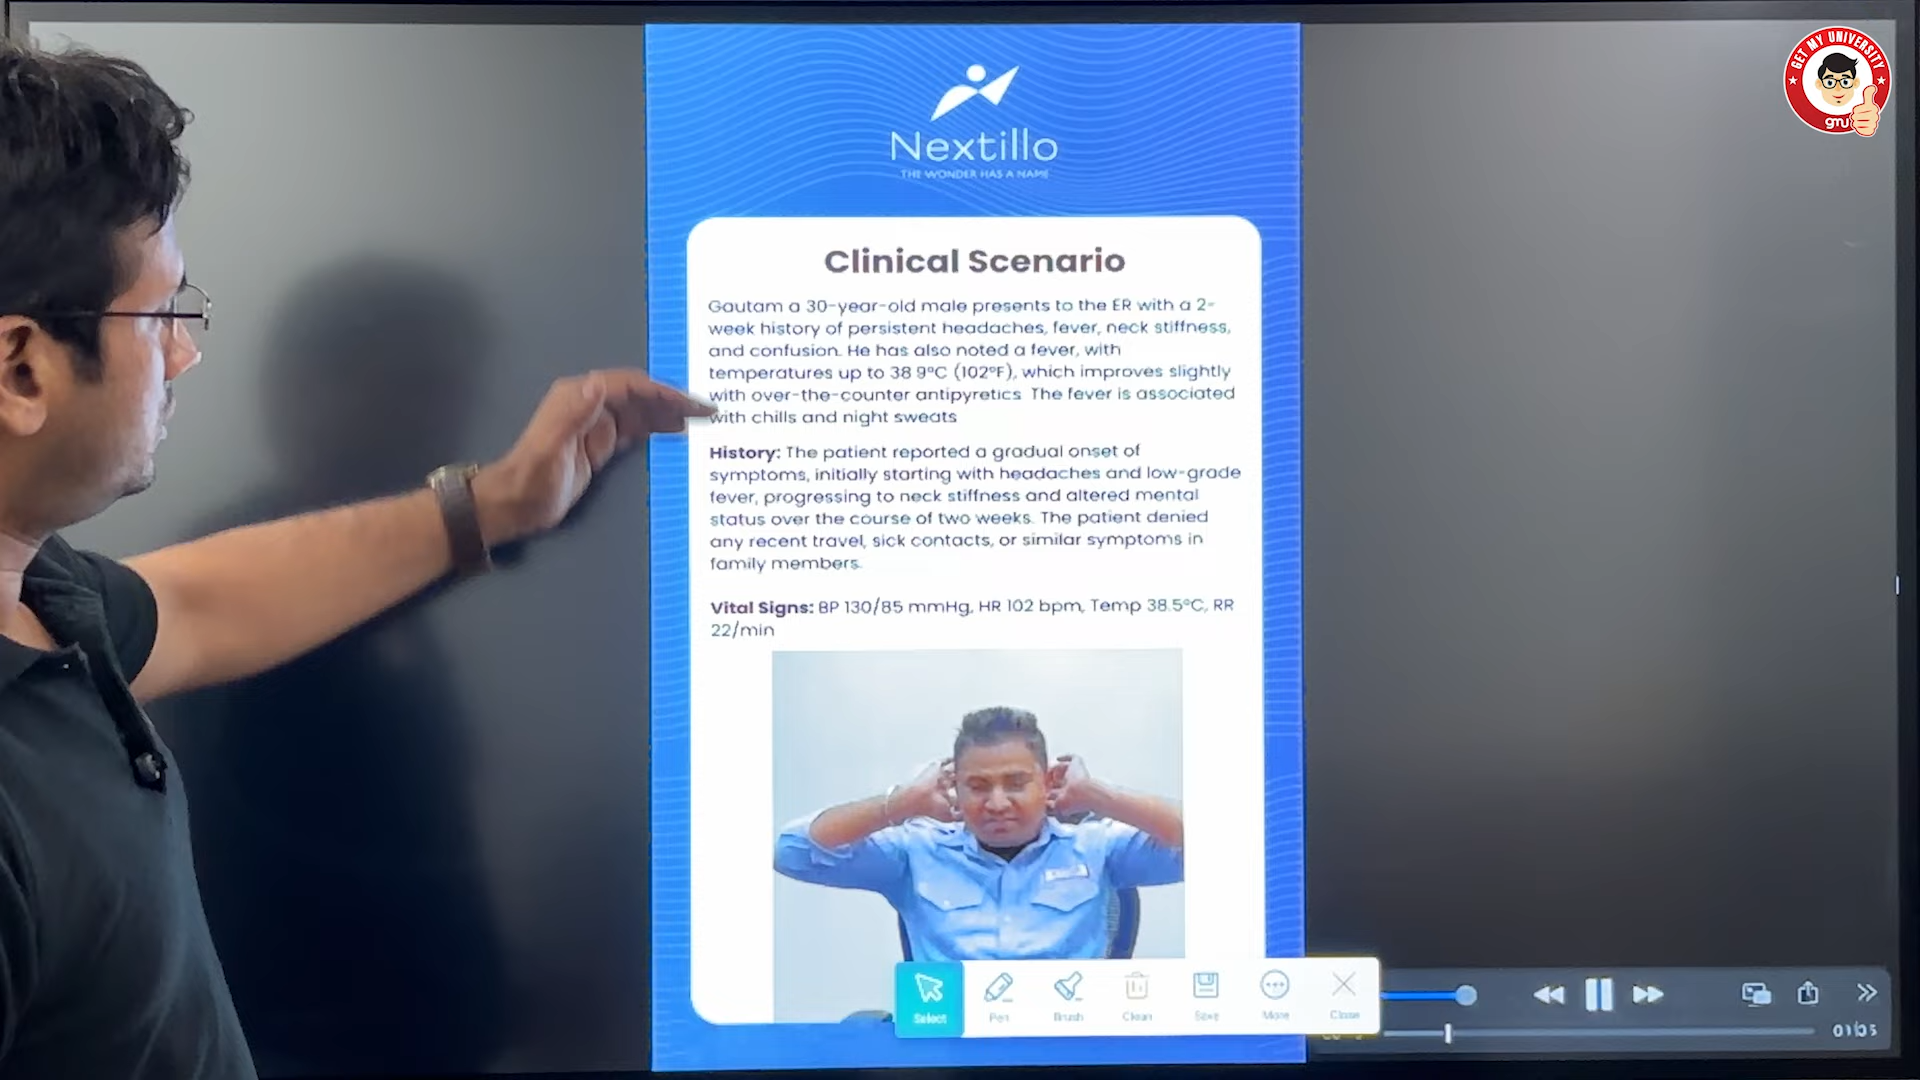 GET MY UNIVERSITY
gmu
Nextillo
THE WONDER HAS A NAME
Clinical Scenario
Gautam a 30-year-old male presents to the ER with a 2-
week history of persistent headaches, fever, neck stiffness,
and confusion. He has also noted a fever, with
temperatures up to 38 9°C (102°F), which improves slightly
with over-the-counter antipyretics The fever is associated
with chills and night sweats
History: The patient reported a gradual onset of
symptoms, initially starting with headaches and low-grade
fever, progressing to neck stiffness and altered mental
status over the course of two weeks. The patient denied
any recent travel, sick contacts, or similar symptoms in
family members.
Vital Signs: BP 130/85 mmHg, HR 102 bpm, Temp 38.5°C, RR
22/min
Select Pen Brush Clean Save More Close
01:05